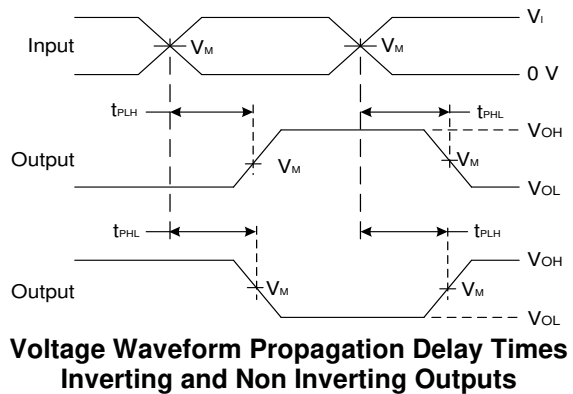 VI
Input VM VM
0 V
tPLH tPHL
VOH
Output VM VM
VOL
tPHL tPLH
VOH
Output VM VM
VOL
Voltage Waveform Propagation Delay Times
Inverting and Non Inverting Outputs